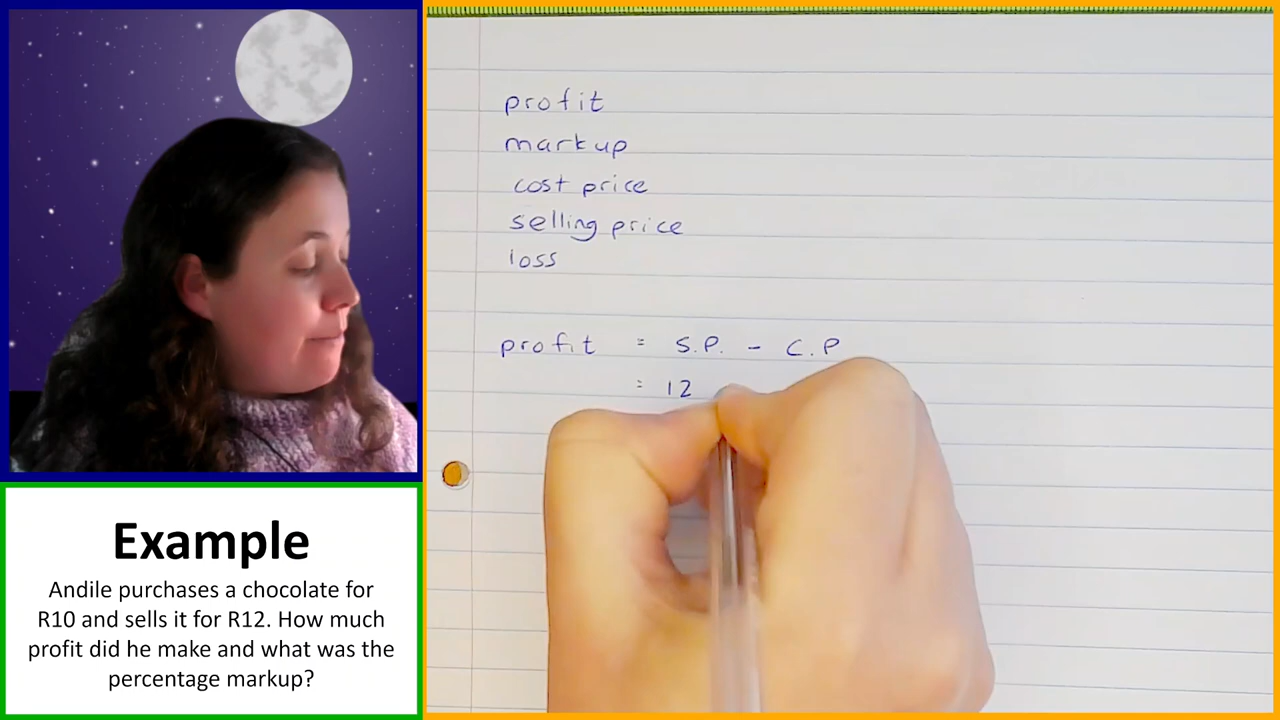 profit
markup
cost price
selling price
loss
profit = S.P. - C.P
= 12
Example
Andile purchases a chocolate for
R10 and sells it for R12. How much
profit did he make and what was the
percentage markup?